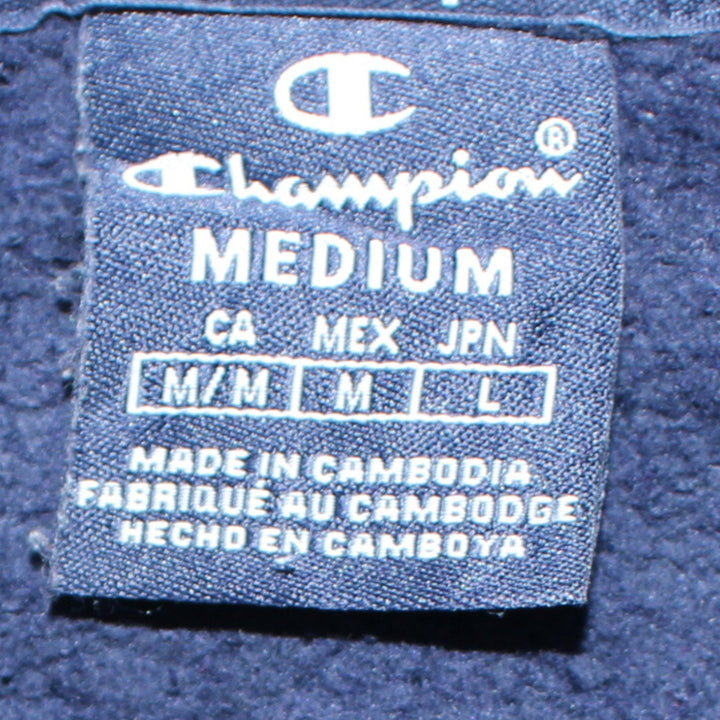 C
Champion®
MEDIUM
CA MEX JPN
M/M M L
MADE IN CAMBODIA
FABRIQUÉ AU CAMBODGE
HECHO EN CAMBOYA